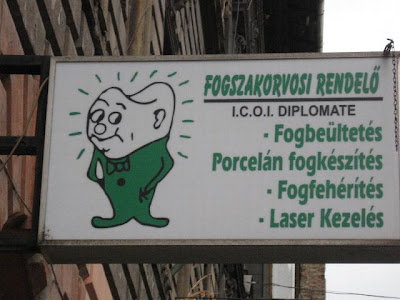 FOGSZAKORVOSI RENDELŐ
I.C.O.I. DIPLOMATE
- Fogbeültetés
Porcelán fogkészítés
- Fogfehérítés
- Laser Kezelés